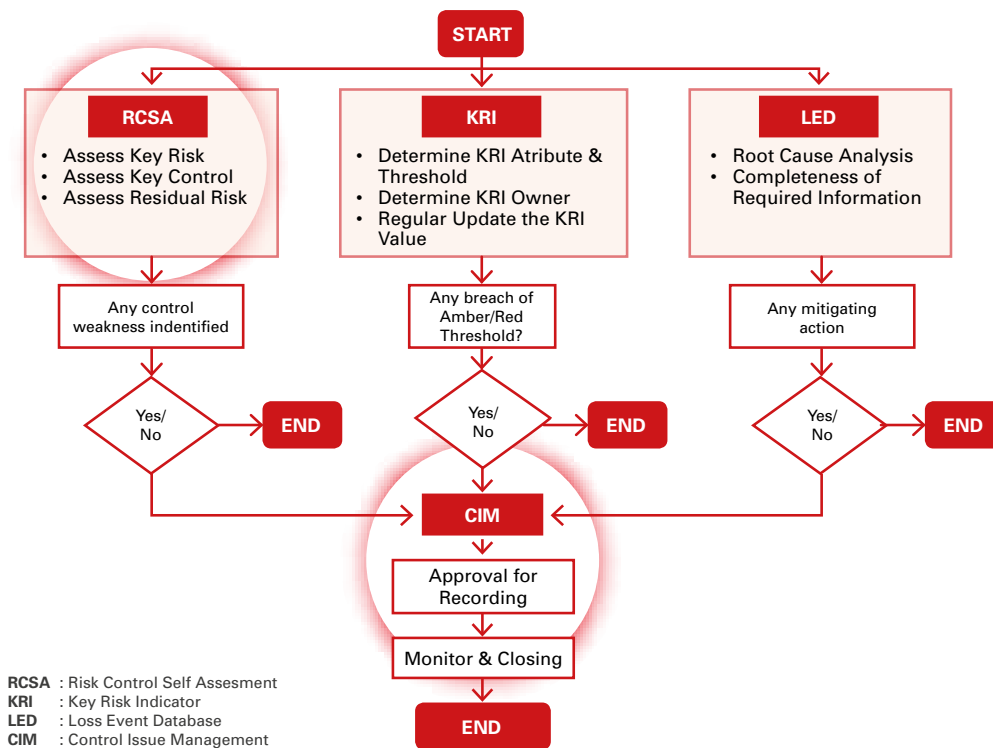 START
RCSA
• Assess Key Risk
• Assess Key Control
• Assess Residual Risk
KRI
• Determine KRI Atribute &
Threshold
• Determine KRI Owner
• Regular Update the KRI
Value
LED
• Root Cause Analysis
• Completeness of
Required Information
Any control
weakness indentified
Any breach of
Amber/Red
Threshold?
Any mitigating
action
Yes/
No
END
Yes/
No
END
Yes/
No
END
CIM
Approval for
Recording
Monitor & Closing
END
RCSA : Risk Control Self Assesment
KRI : Key Risk Indicator
LED : Loss Event Database
CIM : Control Issue Management